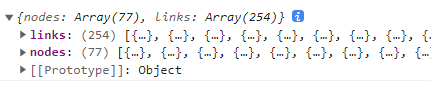 ▼ {nodes: Array(77), links: Array(254)} i
▶ links: (254) [{…}, {…}, {…}, {…}, {…}, {…}, {…}, {…},
▶ nodes: (77) [{…}, {…}, {…}, {…}, {…}, {…}, {…}, {…}, {
▶ [[Prototype]]: Object